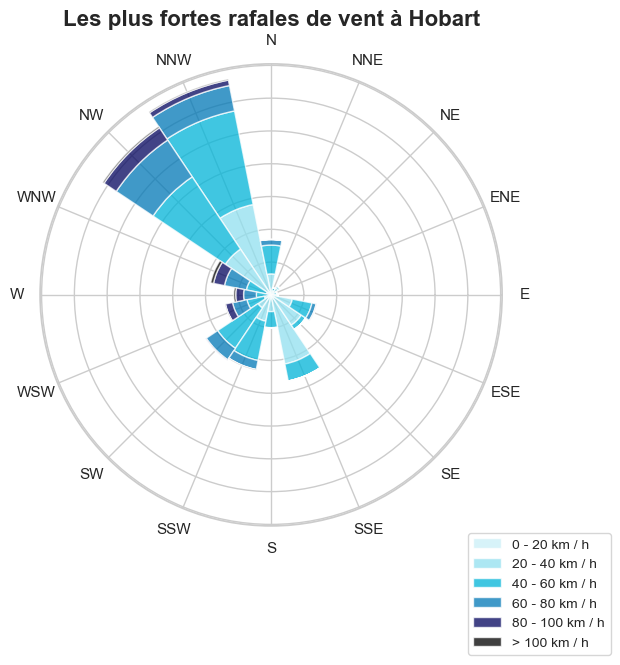 Les plus fortes rafales de vent à Hobart
N
NNW
NNE
NW
NE
WNW
ENE
W
E
WSW
ESE
SW
SE
SSW
SSE
S
0 - 20 km / h
20 - 40 km / h
40 - 60 km / h
60 - 80 km / h
80 - 100 km / h
> 100 km / h